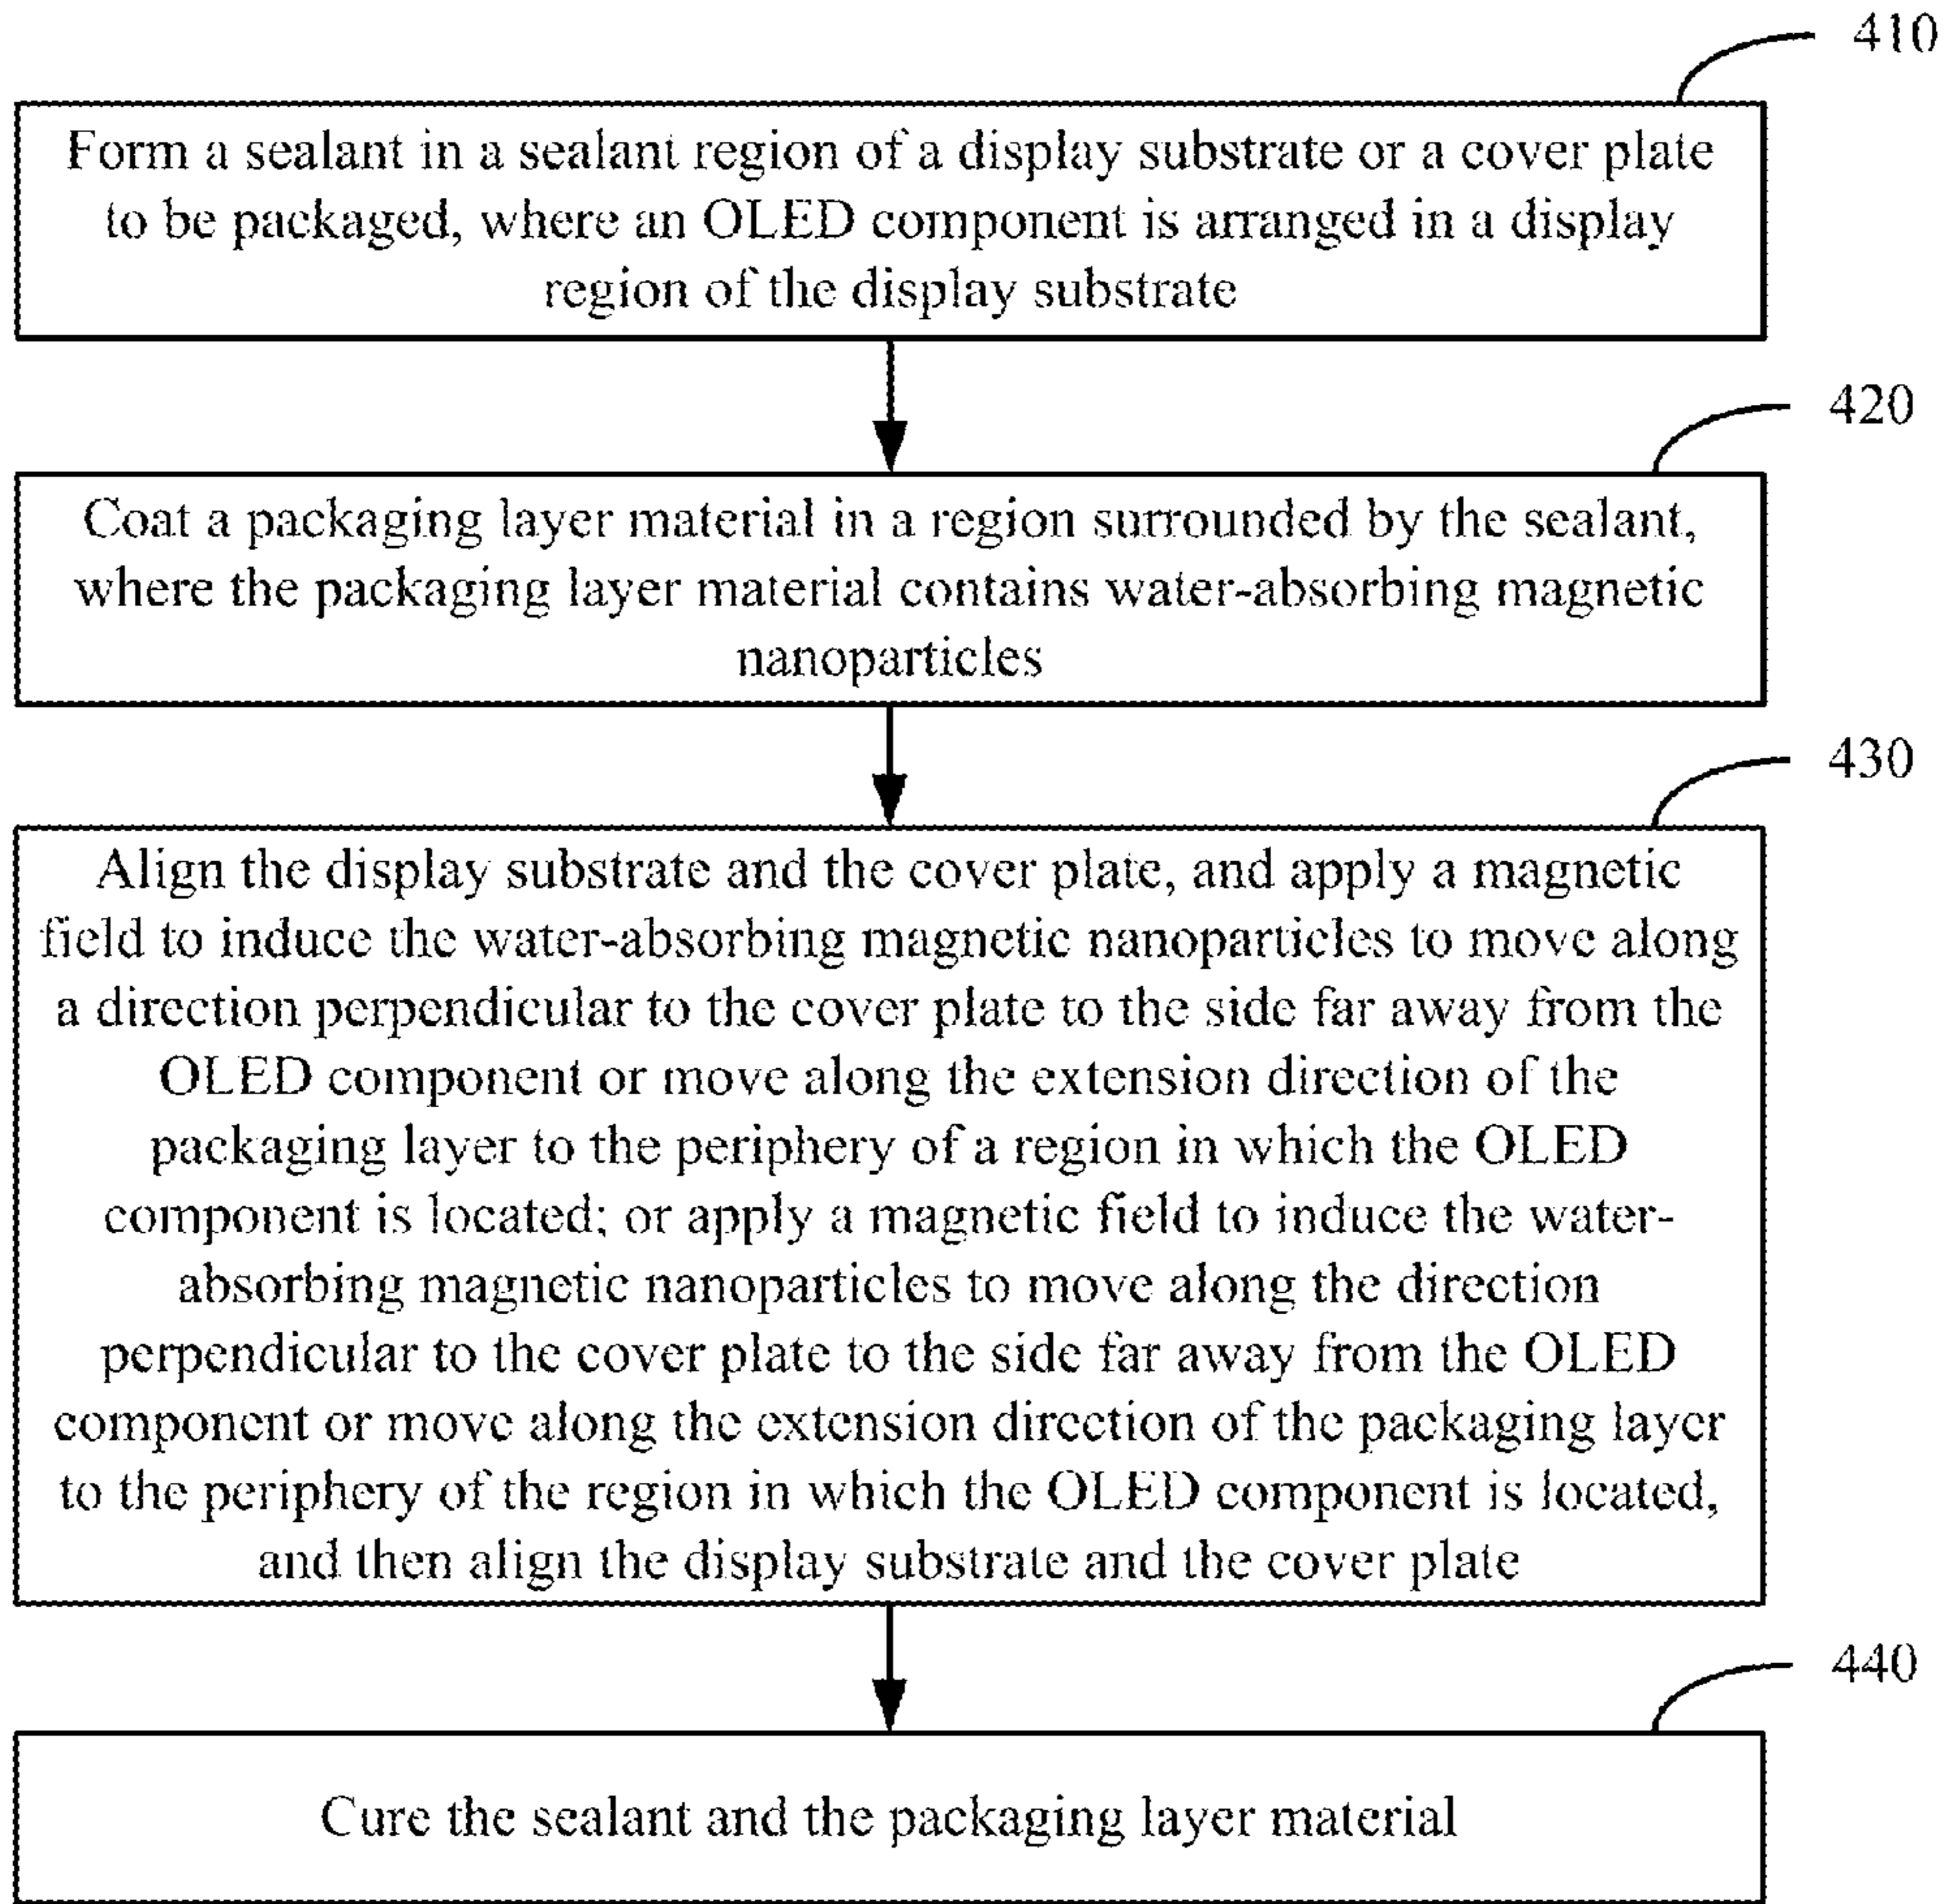 410
Form a sealant in a sealant region of a display substrate or a cover plate
to be packaged, where an OLED component is arranged in a display
region of the display substrate
420
Coat a packaging layer material in a region surrounded by the sealant,
where the packaging layer material contains water-absorbing magnetic
nanoparticles
430
Align the display substrate and the cover plate, and apply a magnetic
field to induce the water-absorbing magnetic nanoparticles to move along
a direction perpendicular to the cover plate to the side far away from the
OLED component or move along the extension direction of the
packaging layer to the periphery of a region in which the OLED
component is located; or apply a magnetic field to induce the water-
absorbing magnetic nanoparticles to move along the direction
perpendicular to the cover plate to the side far away from the OLED
component or move along the extension direction of the packaging layer
to the periphery of the region in which the OLED component is located,
and then align the display substrate and the cover plate
440
Cure the sealant and the packaging layer material